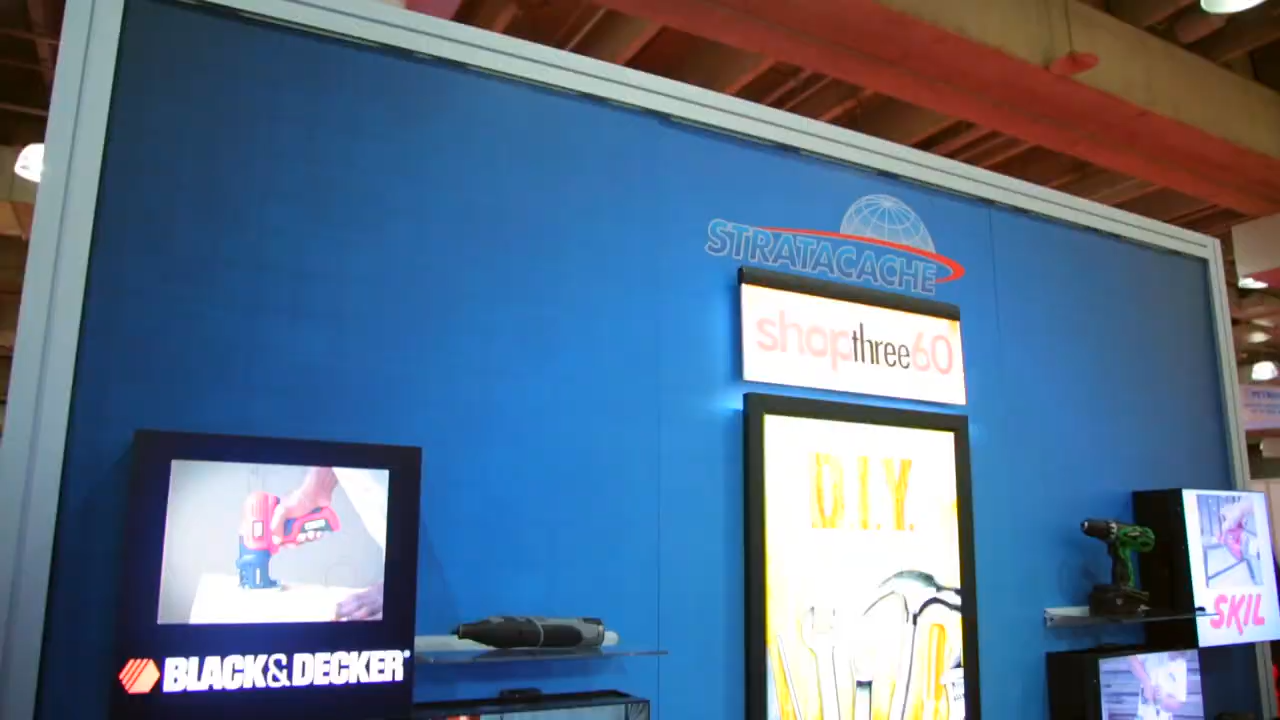 STRATACACHE
shopthree60
D.I.Y.
BLACK&DECKER®
SKIL